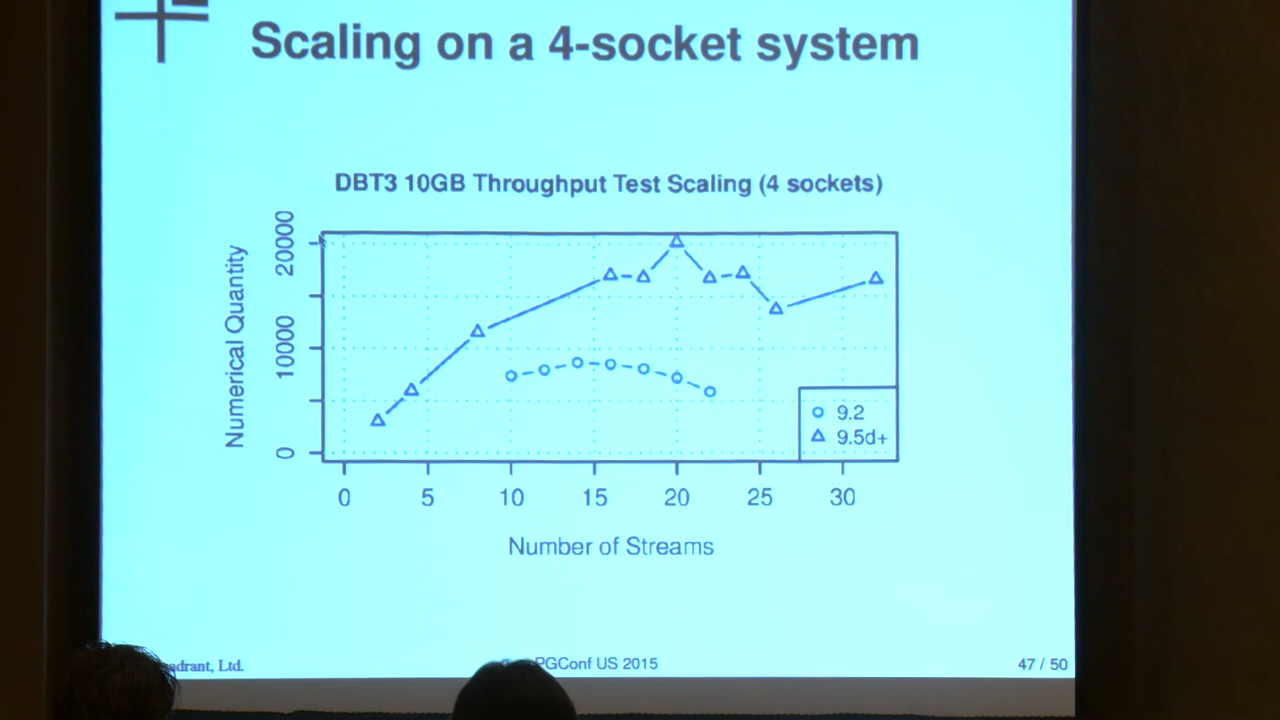 Scaling on a 4-socket system
DBT3 10GB Throughput Test Scaling (4 sockets)
Numerical Quantity
20000
10000
0
9.2
9.5d+
0 5 10 15 20 25 30
Number of Streams
Ltd.
PGConf US 2015
47 / 50